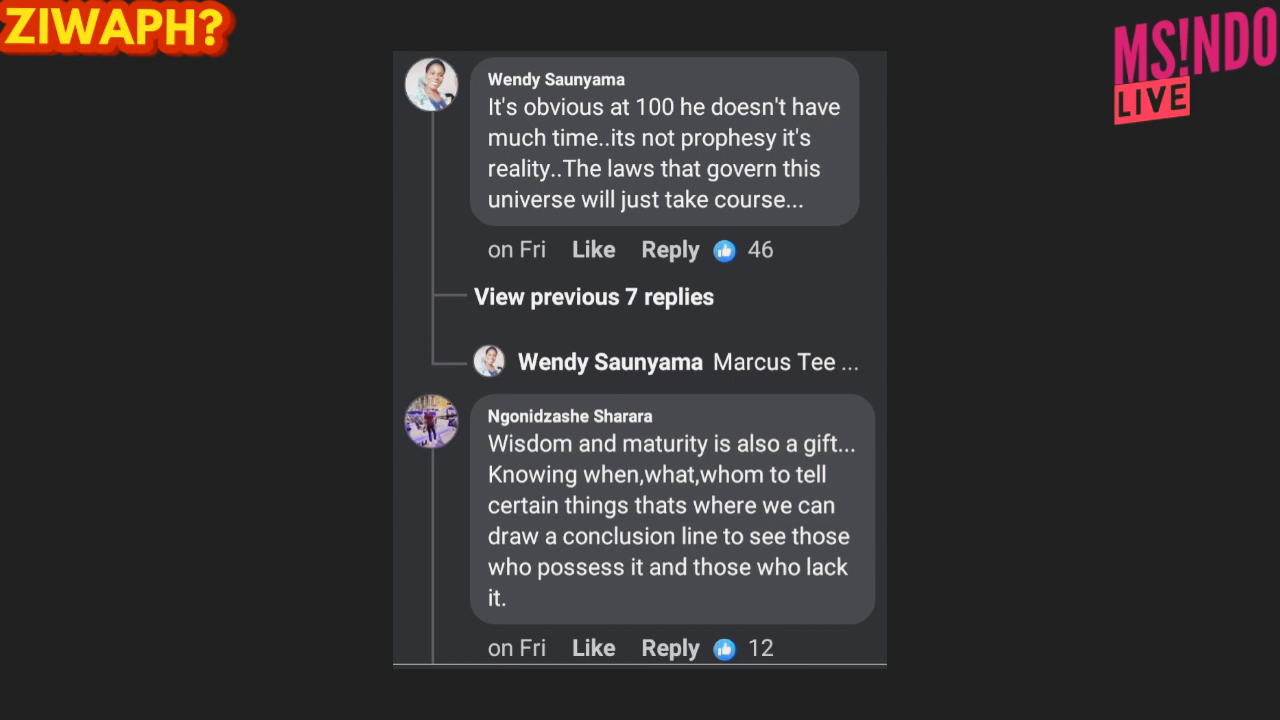 ZIWAPH?
MS!NDO
LIVE
Wendy Saunyama
It's obvious at 100 he doesn't have
much time..its not prophesy it's
reality..The laws that govern this
universe will just take course...
on Fri Like Reply 46
View previous 7 replies
Wendy Saunyama Marcus Tee ...
Ngonidzashe Sharara
Wisdom and maturity is also a gift...
Knowing when,what,whom to tell
certain things thats where we can
draw a conclusion line to see those
who possess it and those who lack
it.
on Fri Like Reply 12